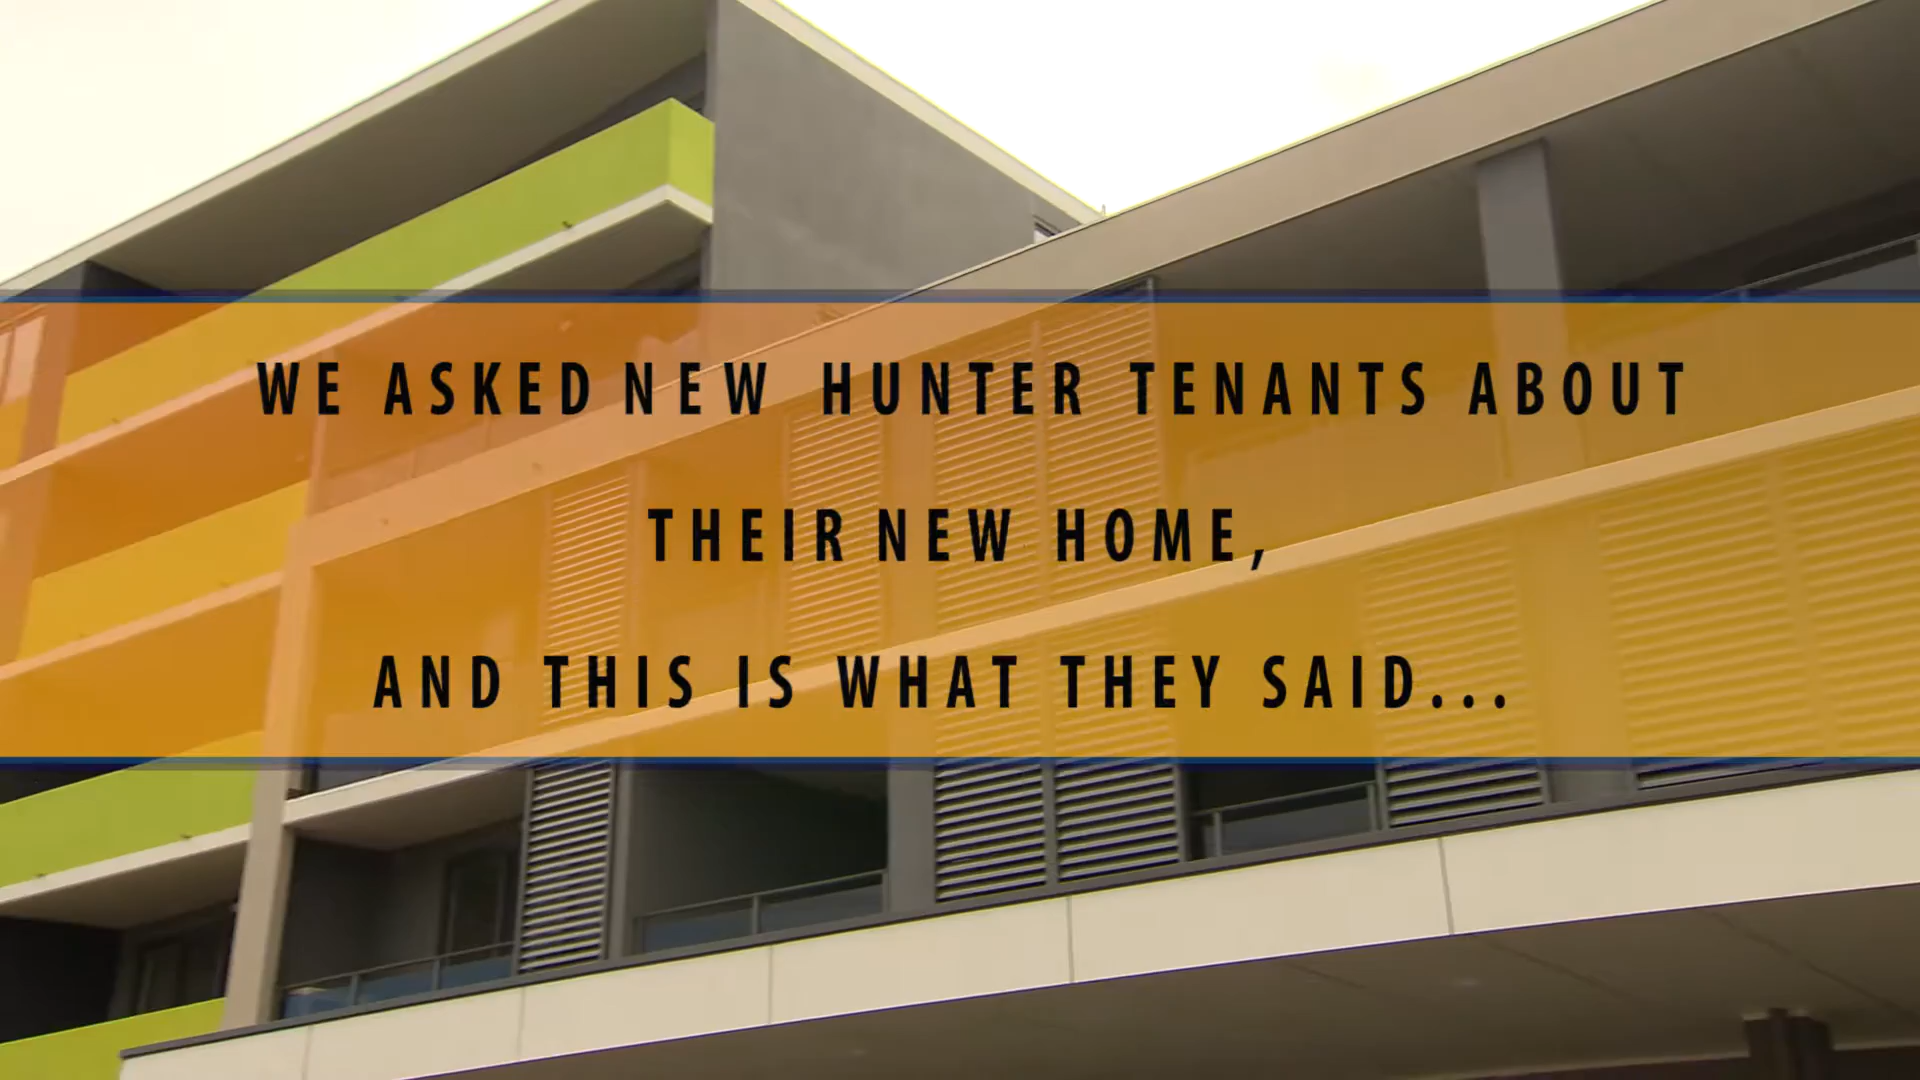 WE ASKED NEW HUNTER TENANTS ABOUT
THEIR NEW HOME,
AND THIS IS WHAT THEY SAID...